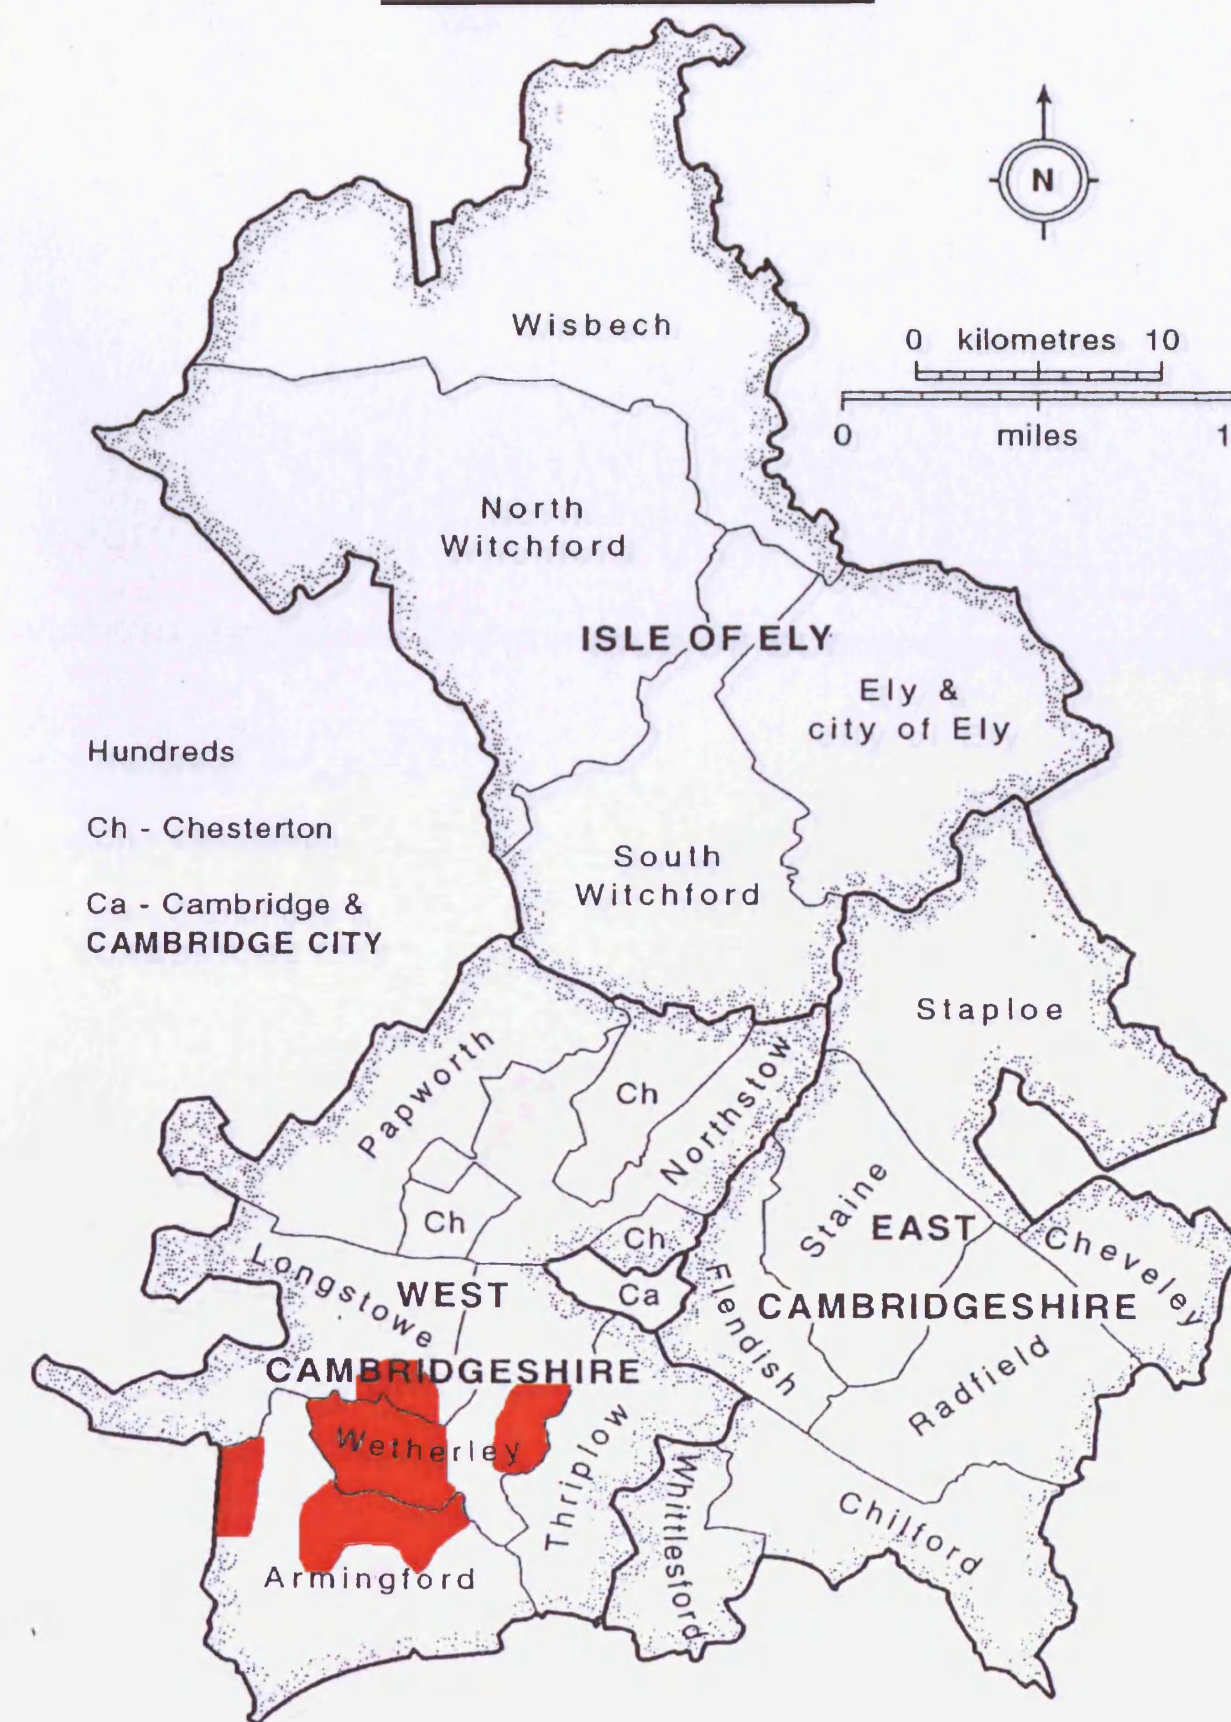 N
Wisbech
0 kilometres 10
0 miles 1
North
Witchford
ISLE OF ELY
Ely &
city of Ely
Hundreds
Ch - Chesterton
Ca - Cambridge &
CAMBRIDGE CITY
South
Witchford
Staploe
Papworth
Ch
Northstow
Ch
Ch
Staine
EAST
CAMBRIDGESHIRE
Cheveley
Longstowe
WEST
CAMBRIDGESHIRE
Ca
Flendish
Radfield
Wetherley
Thriplow
Whittlesford
Chilford
Armingford